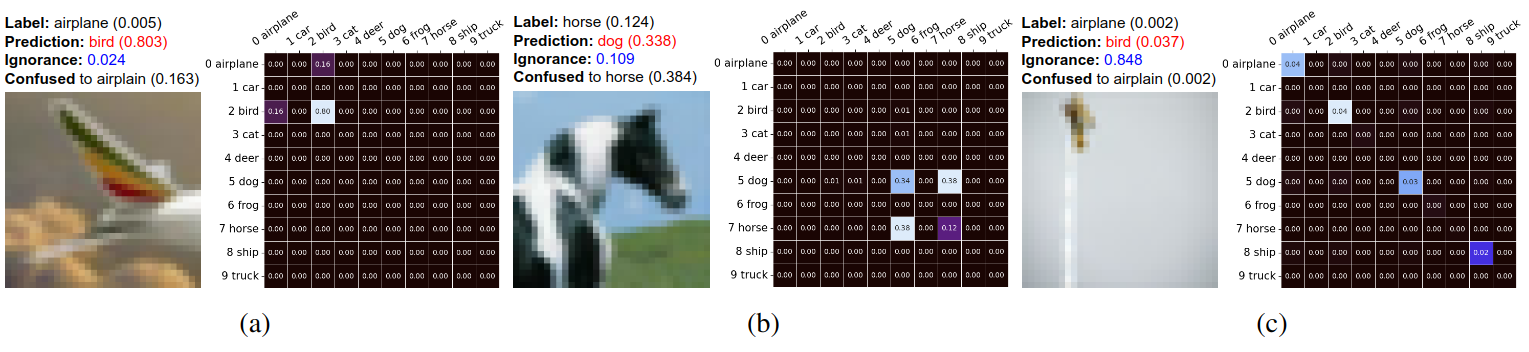 Label: airplane (0.005)
Prediction: bird (0.803)
Ignorance: 0.024
Confused to airplain (0.163)
0 airplane 1 car 2 bird 3 cat 4 deer 5 dog 6 frog 7 horse 8 ship 9 truck
0 airplane 0.00 0.00 0.16 0.00 0.00 0.00 0.00 0.00 0.00 0.00
1 car 0.00 0.00 0.00 0.00 0.00 0.00 0.00 0.00 0.00 0.00
2 bird 0.16 0.00 0.80 0.00 0.00 0.00 0.00 0.00 0.00 0.00
3 cat 0.00 0.00 0.00 0.00 0.00 0.00 0.00 0.00 0.00 0.00
4 deer 0.00 0.00 0.00 0.00 0.00 0.00 0.00 0.00 0.00 0.00
5 dog 0.00 0.00 0.00 0.00 0.00 0.00 0.00 0.00 0.00 0.00
6 frog 0.00 0.00 0.00 0.00 0.00 0.00 0.00 0.00 0.00 0.00
7 horse 0.00 0.00 0.00 0.00 0.00 0.00 0.00 0.00 0.00 0.00
8 ship 0.00 0.00 0.00 0.00 0.00 0.00 0.00 0.00 0.00 0.00
9 truck 0.00 0.00 0.00 0.00 0.00 0.00 0.00 0.00 0.00 0.00
(a)
Label: horse (0.124)
Prediction: dog (0.338)
Ignorance: 0.109
Confused to horse (0.384)
0 airplane 1 car 2 bird 3 cat 4 deer 5 dog 6 frog 7 horse 8 ship 9 truck
0 airplane 0.00 0.00 0.00 0.00 0.00 0.00 0.00 0.00 0.00 0.00
1 car 0.00 0.00 0.00 0.00 0.00 0.00 0.00 0.00 0.00 0.00
2 bird 0.00 0.00 0.00 0.00 0.00 0.01 0.00 0.00 0.00 0.00
3 cat 0.00 0.00 0.00 0.00 0.00 0.01 0.00 0.00 0.00 0.00
4 deer 0.00 0.00 0.00 0.00 0.00 0.00 0.00 0.00 0.00 0.00
5 dog 0.00 0.00 0.01 0.01 0.00 0.34 0.00 0.38 0.00 0.00
6 frog 0.00 0.00 0.00 0.00 0.00 0.00 0.00 0.00 0.00 0.00
7 horse 0.00 0.00 0.00 0.00 0.00 0.38 0.00 0.12 0.00 0.00
8 ship 0.00 0.00 0.00 0.00 0.00 0.00 0.00 0.00 0.00 0.00
9 truck 0.00 0.00 0.00 0.00 0.00 0.00 0.00 0.00 0.00 0.00
(b)
Label: airplane (0.002)
Prediction: bird (0.037)
Ignorance: 0.848
Confused to airplain (0.002)
0 airplane 1 car 2 bird 3 cat 4 deer 5 dog 6 frog 7 horse 8 ship 9 truck
0 airplane 0.04 0.00 0.00 0.00 0.00 0.00 0.00 0.00 0.00 0.00
1 car 0.00 0.00 0.00 0.00 0.00 0.00 0.00 0.00 0.00 0.00
2 bird 0.00 0.00 0.04 0.00 0.00 0.00 0.00 0.00 0.00 0.00
3 cat 0.00 0.00 0.00 0.00 0.00 0.00 0.00 0.00 0.00 0.00
4 deer 0.00 0.00 0.00 0.00 0.00 0.00 0.00 0.00 0.00 0.00
5 dog 0.00 0.00 0.00 0.00 0.00 0.03 0.00 0.00 0.00 0.00
6 frog 0.00 0.00 0.00 0.00 0.00 0.00 0.00 0.00 0.00 0.00
7 horse 0.00 0.00 0.00 0.00 0.00 0.00 0.00 0.00 0.00 0.00
8 ship 0.00 0.00 0.00 0.00 0.00 0.00 0.00 0.00 0.02 0.00
9 truck 0.00 0.00 0.00 0.00 0.00 0.00 0.00 0.00 0.00 0.00
(c)